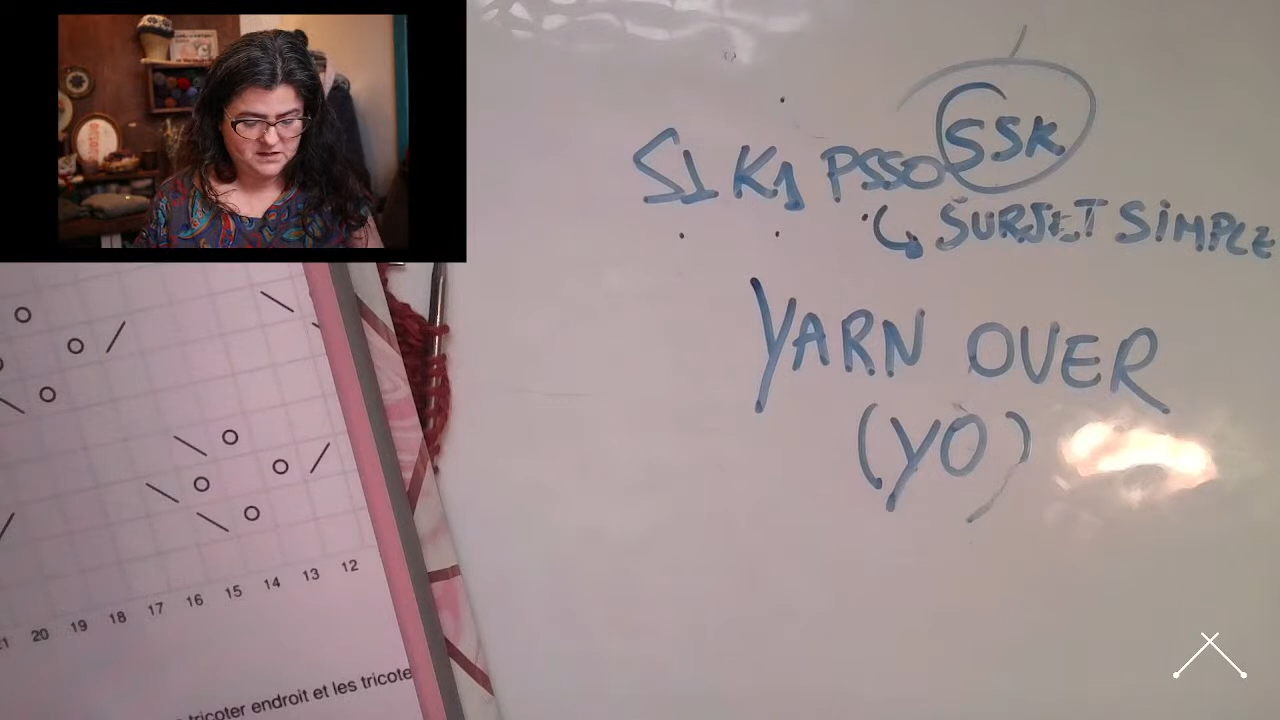 SSK
S1 K1 PSSO
SURJET SIMPLE
YARN OVER
(YO)
20 19 18 17 16 15 14 13 12
tricoter endroit et les tricote